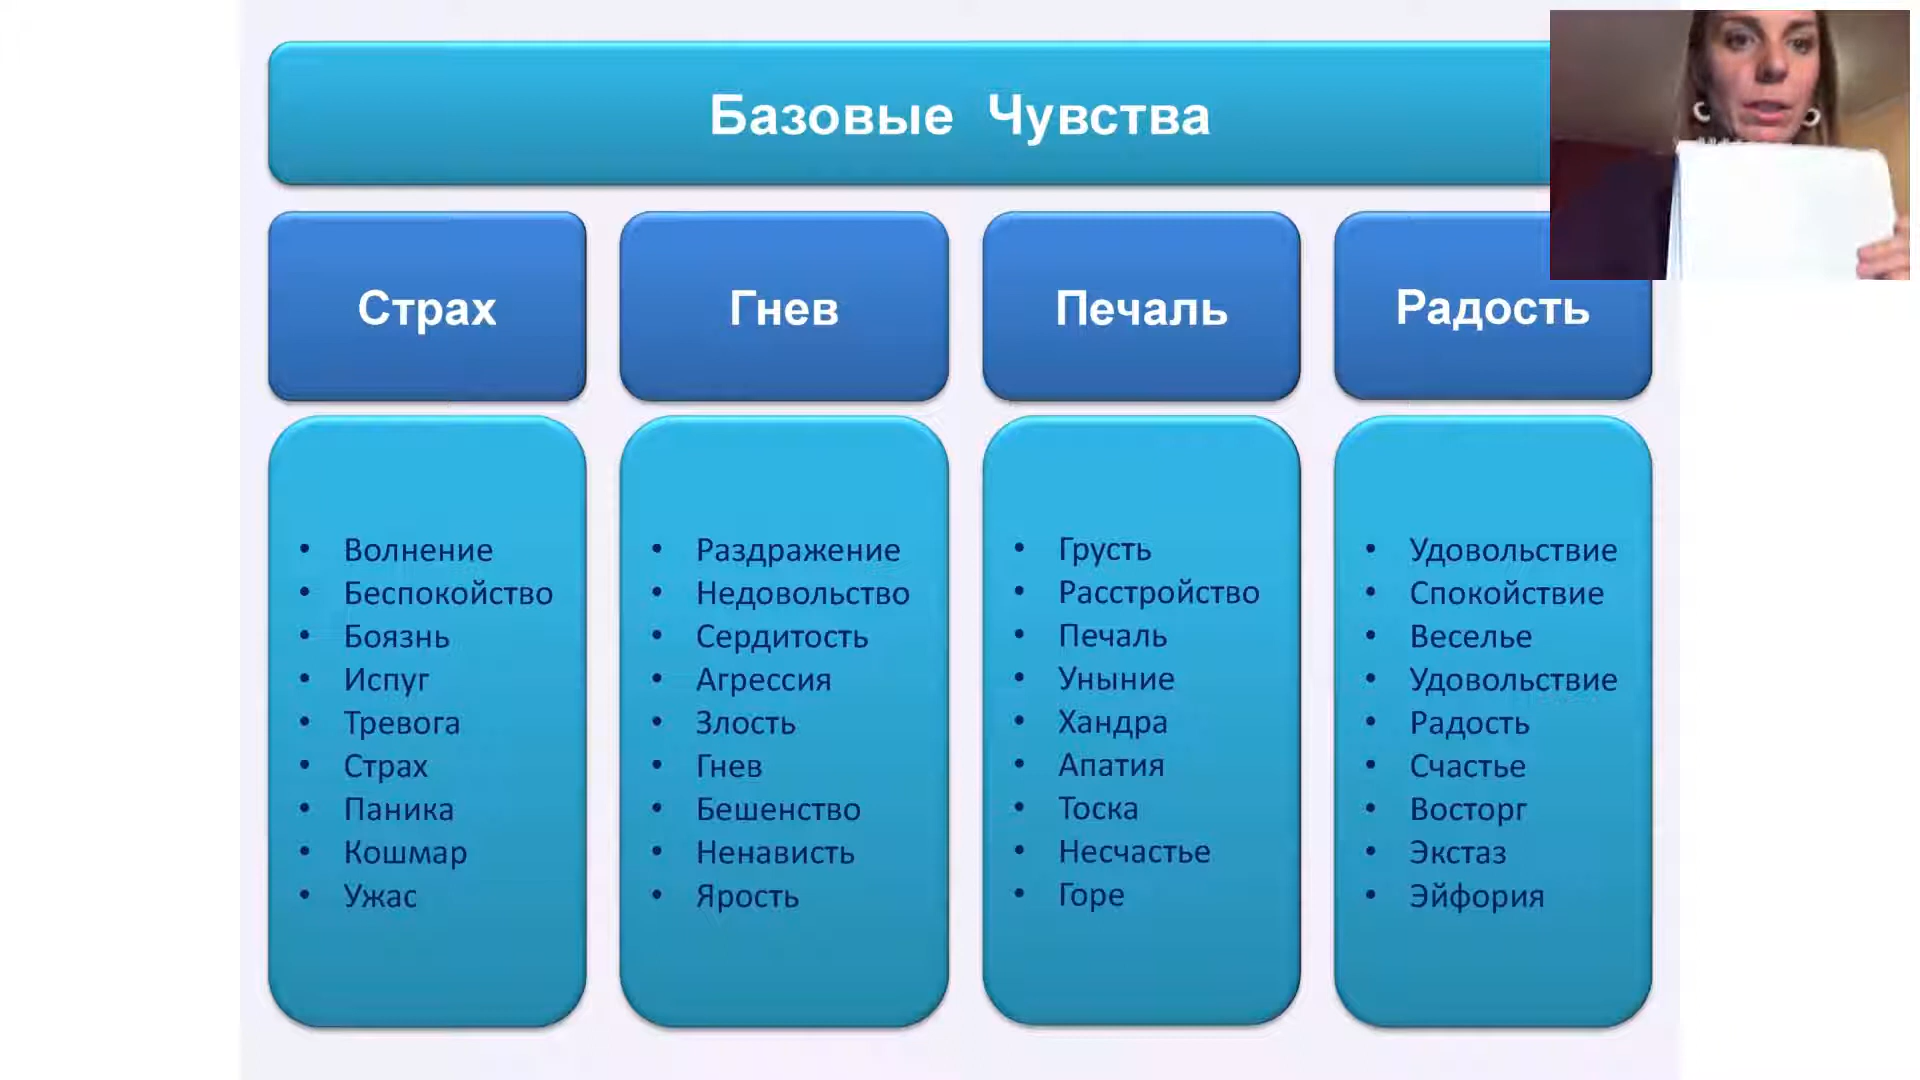 Базовые Чувства
Страх
Гнев
Печаль
Радость
• Волнение
• Беспокойство
• Боязнь
• Испуг
• Тревога
• Страх
• Паника
• Кошмар
• Ужас
• Раздражение
• Недовольство
• Сердитость
• Агрессия
• Злость
• Гнев
• Бешенство
• Ненависть
• Ярость
• Грусть
• Расстройство
• Печаль
• Уныние
• Хандра
• Апатия
• Тоска
• Несчастье
• Горе
• Удовольствие
• Спокойствие
• Веселье
• Удовольствие
• Радость
• Счастье
• Восторг
• Экстаз
• Эйфория